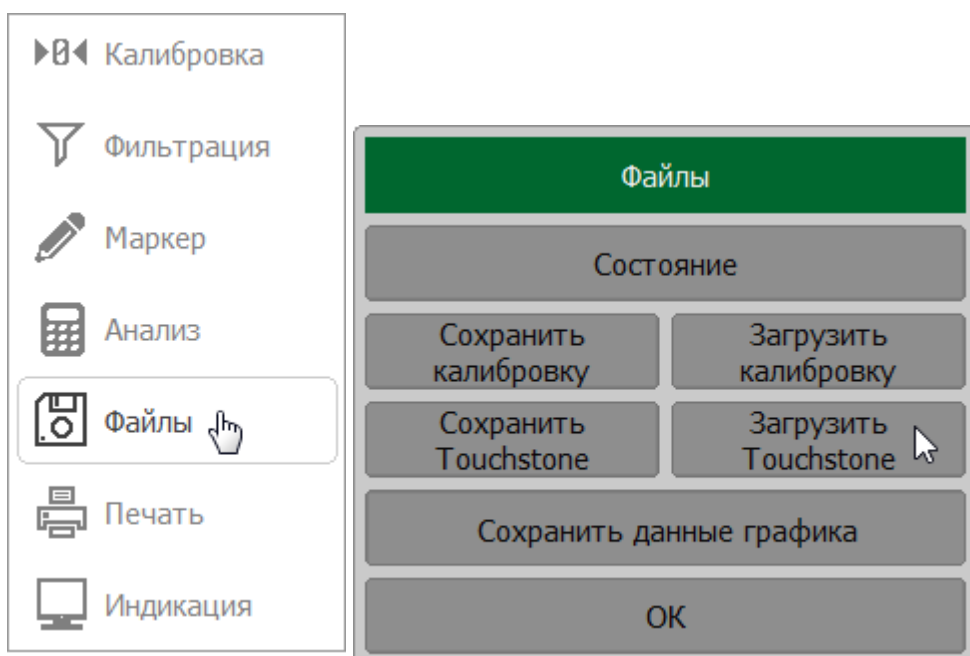 Калибровка
Фильтрация
Маркер
Анализ
Файлы
Печать
Индикация
Файлы
Состояние
Сохранить
калибровку
Загрузить
калибровку
Сохранить
Touchstone
Загрузить
Touchstone
Сохранить данные графика
ОК